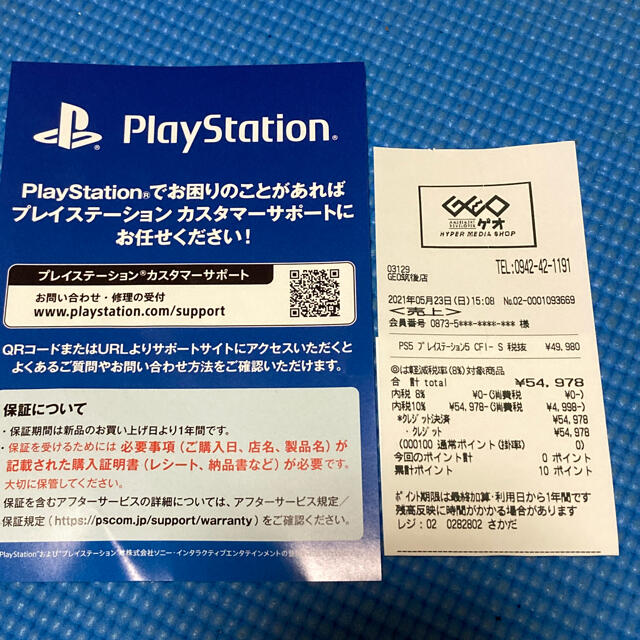 PlayStation®
PlayStation®でお困りのことがあれば
プレイステーション カスタマーサポートに
お任せください!
プレイステーション®カスタマーサポート
お問い合わせ・修理の受付
www.playstation.com/support
QRコードまたはURLよりサポートサイトにアクセスいただくと
よくあるご質問やお問い合わせ方法をご確認いただけます。
保証について
・保証期間は新品のお買い上げ日より1年間です。
・保証を受けるためには 必要事項(ご購入日、店名、製品名)が
記載された購入証明書(レシート、納品書など)が必要です。
大切に保管してください。
保証を含むアフターサービスの詳細については、アフターサービス規定/
保証規定(https://pscom.jp/support/warranty)をご確認ください。
GEO
ゲオ
HYPER MEDIA SHOP
03129
GEO筑後店
TEL:0942-42-1191
2021年05月23日(日)15:08 No.02-0001093669
<売上>
会員番号 0873-5***-****-*** 様
PS5 プレイステーション5 CFI- S 税抜 ¥49,980
◎は軽減税率(8%)対象商品
合 計 total ¥54,978
内税 8% ¥0-(消費税 ¥0-)
内税10% ¥54,978-(消費税 ¥4,998-)
*クレジット決済 ¥54,978
・クレジット ¥54,978
(000100 通常ポイント(掛率) 0)
今回のポイント計 0 ポイント
累計ポイント 10 ポイント
ポイント期限は最終加算・利用日から1年間です
残高反映に時間がかかる場合があります
レジ:02 0282802 さかだ